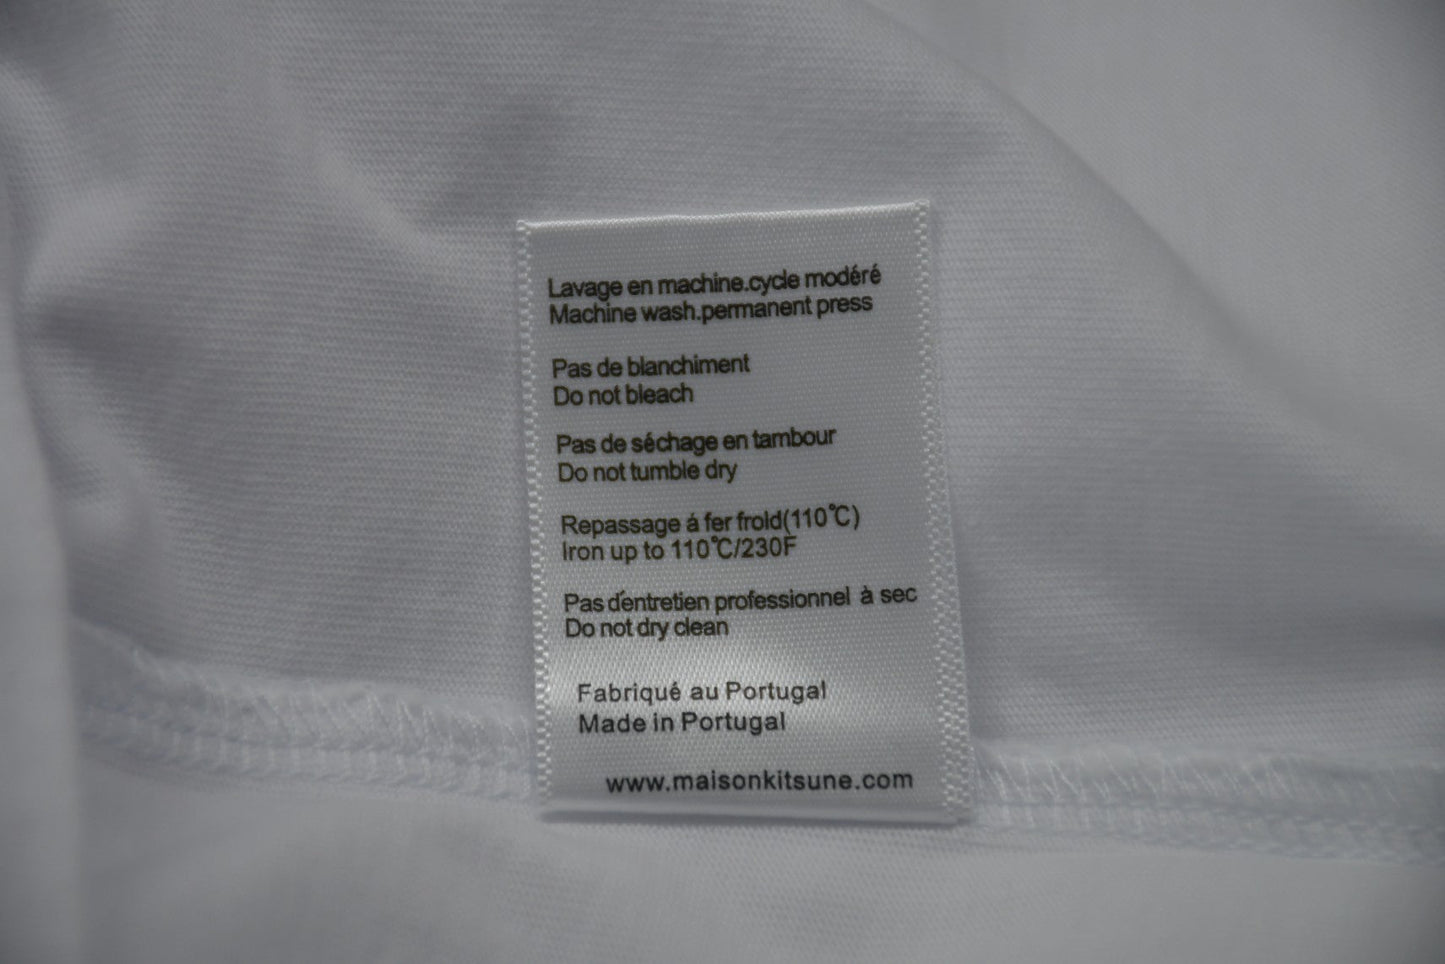 Lavage en machine.cycle modéré
Machine wash.permanent press
Pas de blanchiment
Do not bleach
Pas de séchage en tambour
Do not tumble dry
Repassage á fer frold(110℃)
Iron up to 110℃/230F
Pas d'entretien professionnel à sec
Do not dry clean
Fabriqué au Portugal
Made in Portugal
www.maisonkitsune.com